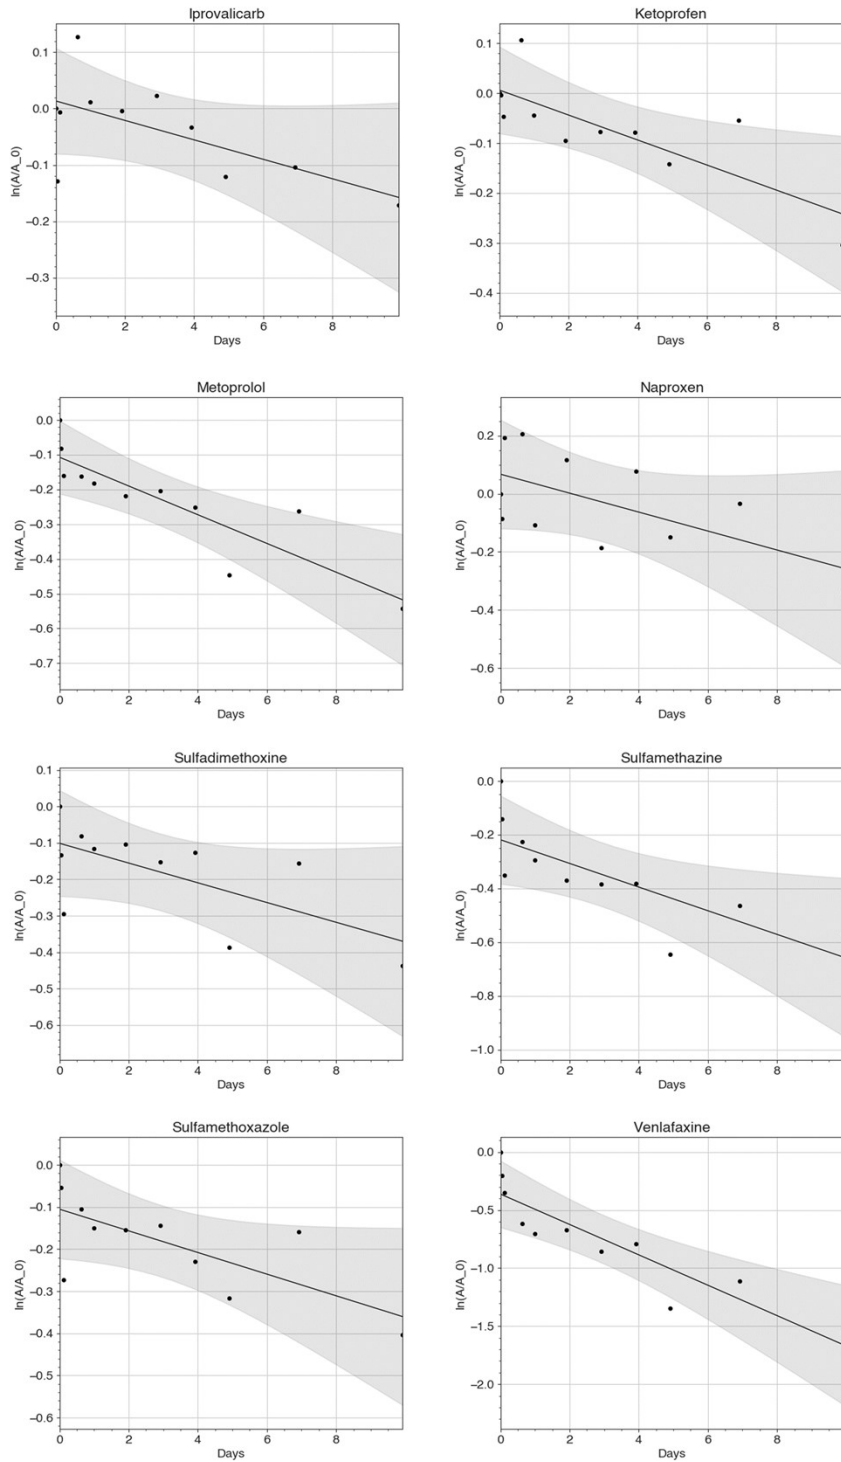 Iprovalicarb
ln(A/A_0)
0.1
0.0
−0.1
−0.2
−0.3
0 2 4 6 8
Days
Ketoprofen
ln(A/A_0)
0.1
0.0
−0.1
−0.2
−0.3
−0.4
0 2 4 6 8
Days
Metoprolol
ln(A/A_0)
0.0
−0.1
−0.2
−0.3
−0.4
−0.5
−0.6
−0.7
0 2 4 6 8
Days
Naproxen
ln(A/A_0)
0.2
0.0
−0.2
−0.4
−0.6
0 2 4 6 8
Days
Sulfadimethoxine
ln(A/A_0)
0.1
0.0
−0.1
−0.2
−0.3
−0.4
−0.5
−0.6
0 2 4 6 8
Days
Sulfamethazine
ln(A/A_0)
0.0
−0.2
−0.4
−0.6
−0.8
−1.0
0 2 4 6 8
Days
Sulfamethoxazole
ln(A/A_0)
0.0
−0.1
−0.2
−0.3
−0.4
−0.5
−0.6
0 2 4 6 8
Days
Venlafaxine
ln(A/A_0)
0.0
−0.5
−1.0
−1.5
−2.0
0 2 4 6 8
Days